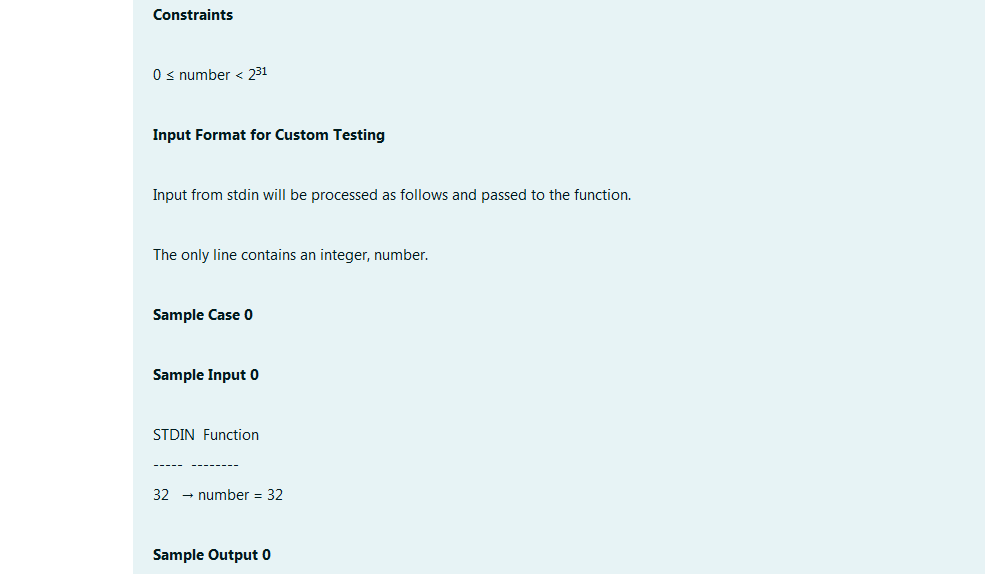 Constraints
0 ≤ number < 2³¹
Input Format for Custom Testing
Input from stdin will be processed as follows and passed to the function.
The only line contains an integer, number.
Sample Case 0
Sample Input 0
STDIN  Function
-----  --------
32   → number = 32
Sample Output 0